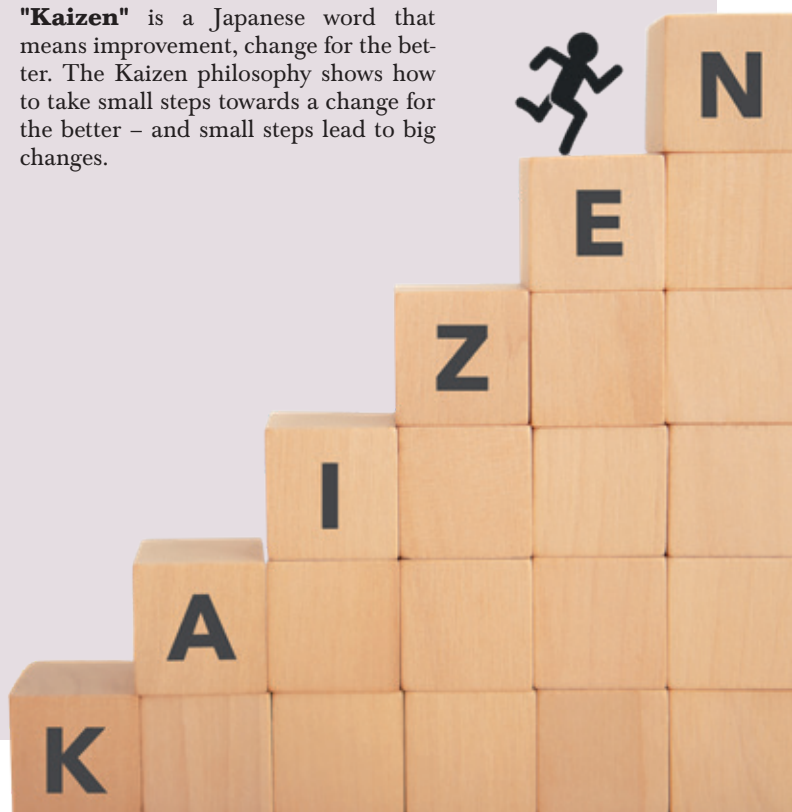 "Kaizen" is a Japanese word that
means improvement, change for the bet-
ter. The Kaizen philosophy shows how
to take small steps towards a change for
the better – and small steps lead to big
changes.
N
E
Z
I
A
K